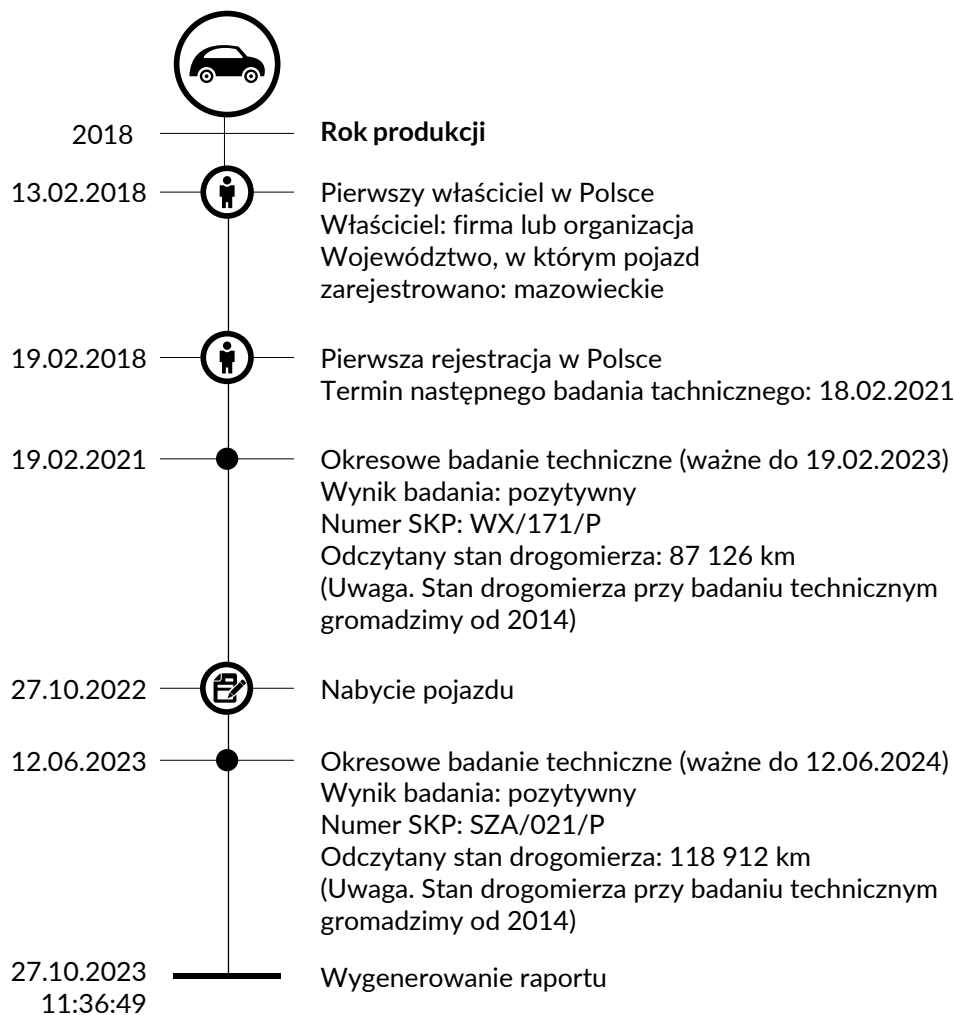 2018
Rok produkcji
13.02.2018
Pierwszy właściciel w Polsce
Właściciel: firma lub organizacja
Województwo, w którym pojazd
zarejestrowano: mazowieckie
19.02.2018
Pierwsza rejestracja w Polsce
Termin następnego badania tachnicznego: 18.02.2021
19.02.2021
Okresowe badanie techniczne (ważne do 19.02.2023)
Wynik badania: pozytywny
Numer SKP: WX/171/P
Odczytany stan drogomierza: 87 126 km
(Uwaga. Stan drogomierza przy badaniu technicznym
gromadzimy od 2014)
27.10.2022
Nabycie pojazdu
12.06.2023
Okresowe badanie techniczne (ważne do 12.06.2024)
Wynik badania: pozytywny
Numer SKP: SZA/021/P
Odczytany stan drogomierza: 118 912 km
(Uwaga. Stan drogomierza przy badaniu technicznym
gromadzimy od 2014)
27.10.2023
11:36:49
Wygenerowanie raportu